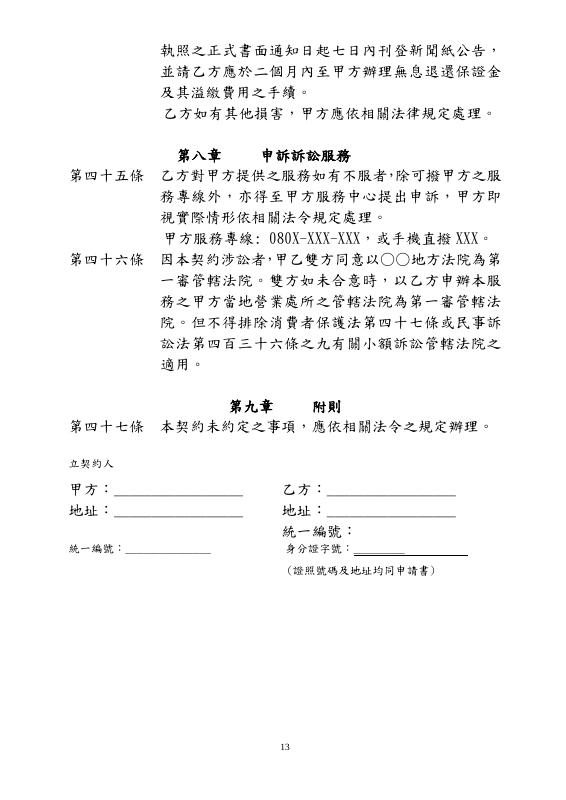 執照之正式書面通知日起七日內刊登新聞紙公告，
並請乙方應於二個月內至甲方辦理無息退還保證金
及其溢繳費用之手續。
乙方如有其他損害，甲方應依相關法律規定處理。
第八章　　申訴訴訟服務
第四十五條　乙方對甲方提供之服務如有不服者，除可撥甲方之服
務專線外，亦得至甲方服務中心提出申訴，甲方即
視實際情形依相關法令規定處理。
甲方服務專線: 080X-XXX-XXX，或手機直撥 XXX。
第四十六條　因本契約涉訟者，甲乙雙方同意以○○地方法院為第
一審管轄法院。雙方如未合意時，以乙方申辦本服
務之甲方當地營業處所之管轄法院為第一審管轄法
院。但不得排除消費者保護法第四十七條或民事訴
訟法第四百三十六條之九有關小額訴訟管轄法院之
適用。
第九章　　附則
第四十七條　本契約未約定之事項，應依相關法令之規定辦理。
立契約人
甲方：__________________　乙方：__________________
地址：__________________　地址：__________________
統一編號：
統一編號：_______________　身分證字號：_________
（證照號碼及地址均同申請書）
13